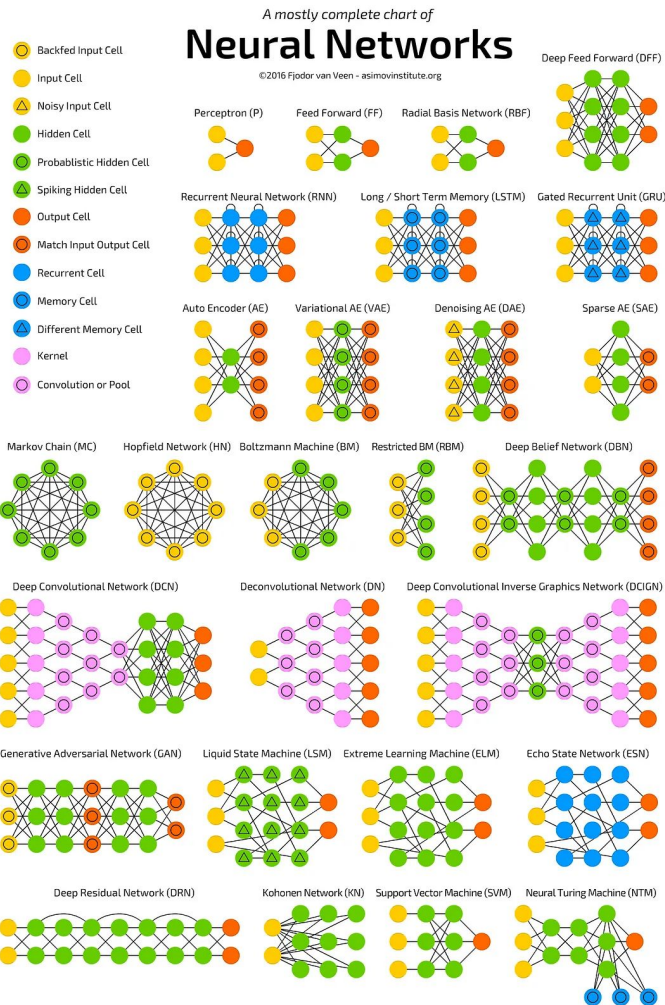 A mostly complete chart of
Neural Networks
©2016 Fjodor van Veen - asimovinstitute.org
Backfed Input Cell
Input Cell
Noisy Input Cell
Hidden Cell
Probablistic Hidden Cell
Spiking Hidden Cell
Output Cell
Match Input Output Cell
Recurrent Cell
Memory Cell
Different Memory Cell
Kernel
Convolution or Pool
Deep Feed Forward (DFF)
Perceptron (P)
Feed Forward (FF)
Radial Basis Network (RBF)
Recurrent Neural Network (RNN)
Long / Short Term Memory (LSTM)
Gated Recurrent Unit (GRU)
Auto Encoder (AE)
Variational AE (VAE)
Denoising AE (DAE)
Sparse AE (SAE)
Markov Chain (MC)
Hopfield Network (HN)
Boltzmann Machine (BM)
Restricted BM (RBM)
Deep Belief Network (DBN)
Deep Convolutional Network (DCN)
Deconvolutional Network (DN)
Deep Convolutional Inverse Graphics Network (DCIGN)
Generative Adversarial Network (GAN)
Liquid State Machine (LSM)
Extreme Learning Machine (ELM)
Echo State Network (ESN)
Deep Residual Network (DRN)
Kohonen Network (KN)
Support Vector Machine (SVM)
Neural Turing Machine (NTM)